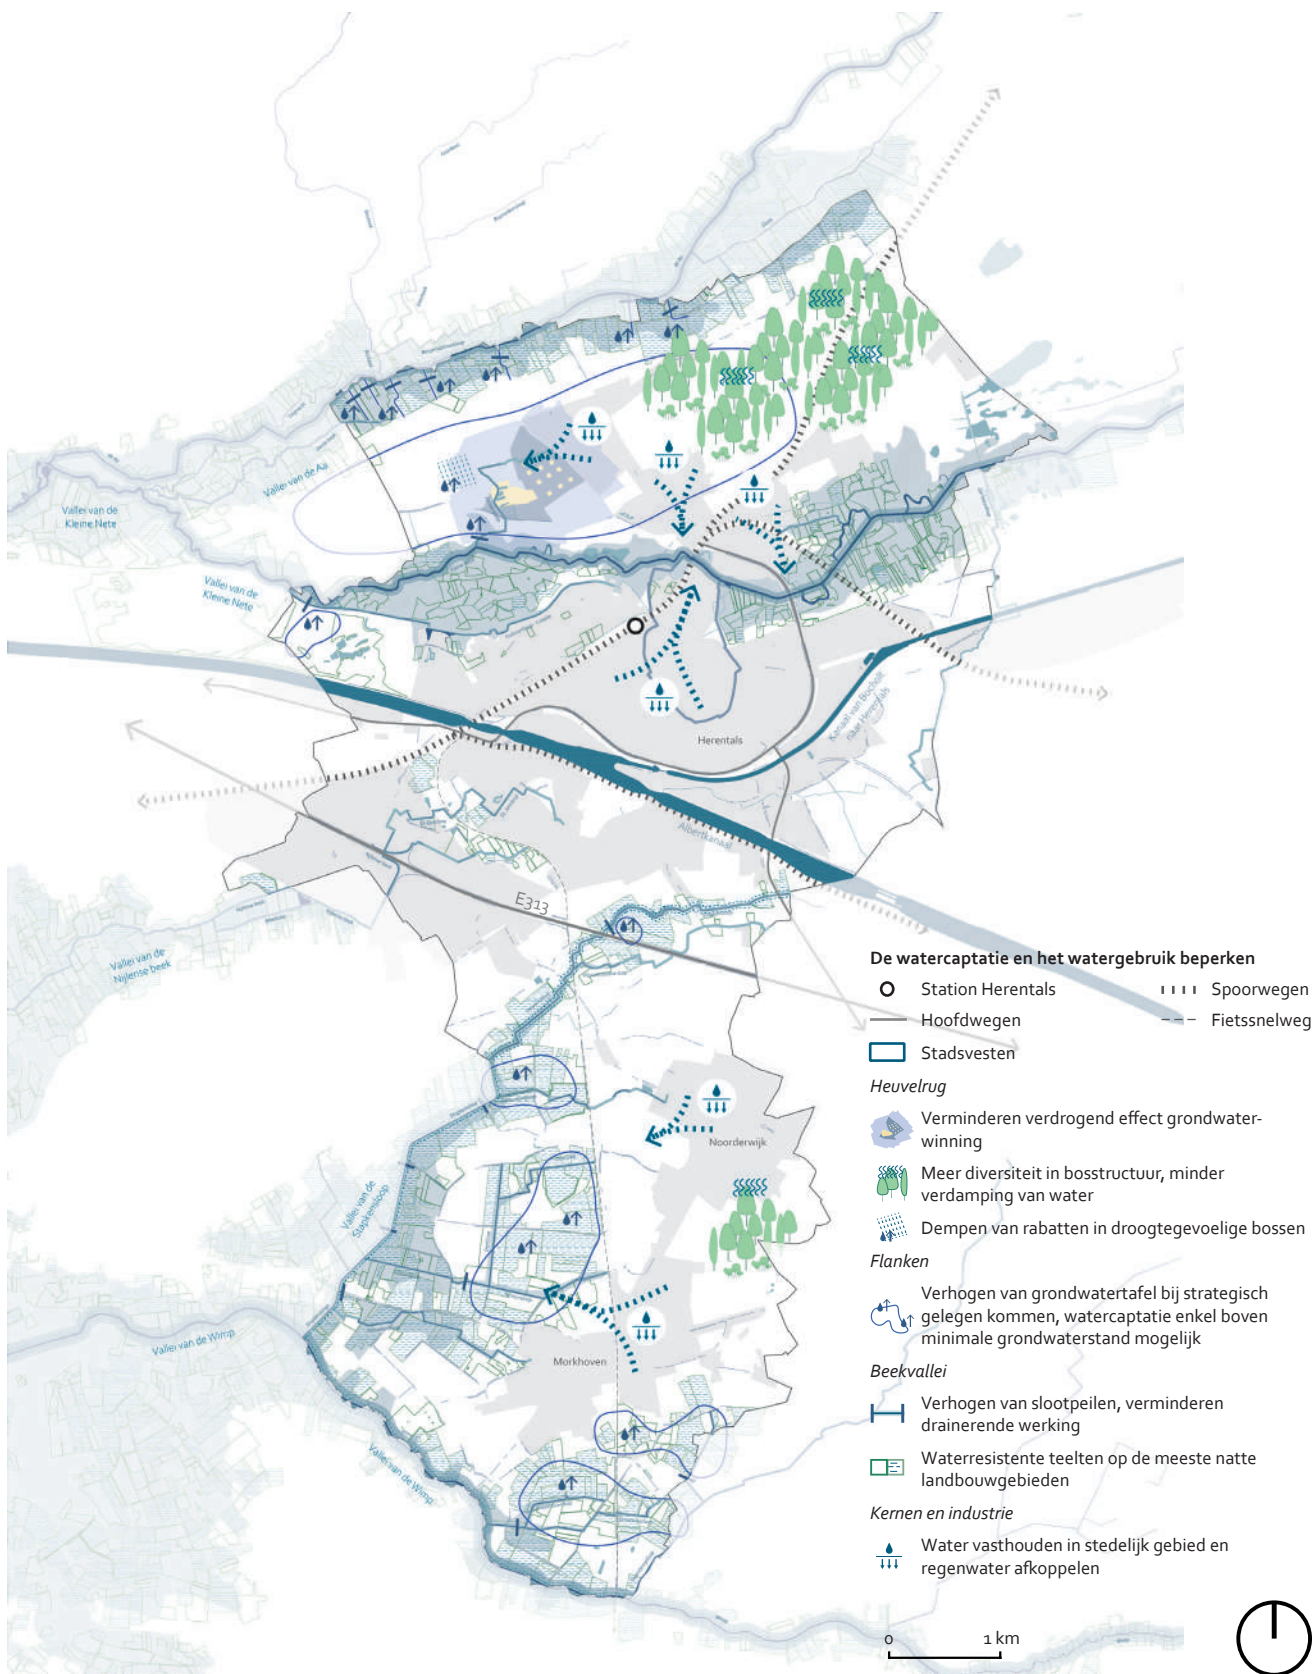 Vallei van de Aa
Vallei van de
Kleine Nete
Vallei van de
Kleine Nete
Herentals
Kanaal van Bocholt
naar Herentals
Albertkanaal
E313
Vallei van de
Nijlense beek
De watercaptatie en het watergebruik beperken
Station Herentals
Spoorwegen
Hoofdwegen
Fietssnelweg
Stadsvesten
Heuvelrug
Verminderen verdrogend effect grondwater-
winning
Meer diversiteit in bosstructuur, minder
verdamping van water
Dempen van rabatten in droogtegevoelige bossen
Flanken
Verhogen van grondwatertafel bij strategisch
gelegen kommen, watercaptatie enkel boven
minimale grondwaterstand mogelijk
Beekvallei
Verhogen van slootpeilen, verminderen
drainerende werking
Waterresistente teelten op de meeste natte
landbouwgebieden
Kernen en industrie
Water vasthouden in stedelijk gebied en
regenwater afkoppelen
Noorderwijk
Vallei van de
Stapkensloop
Vallei van de Wimp
Morkhoven
Vallei van de Wimp
0 1 km